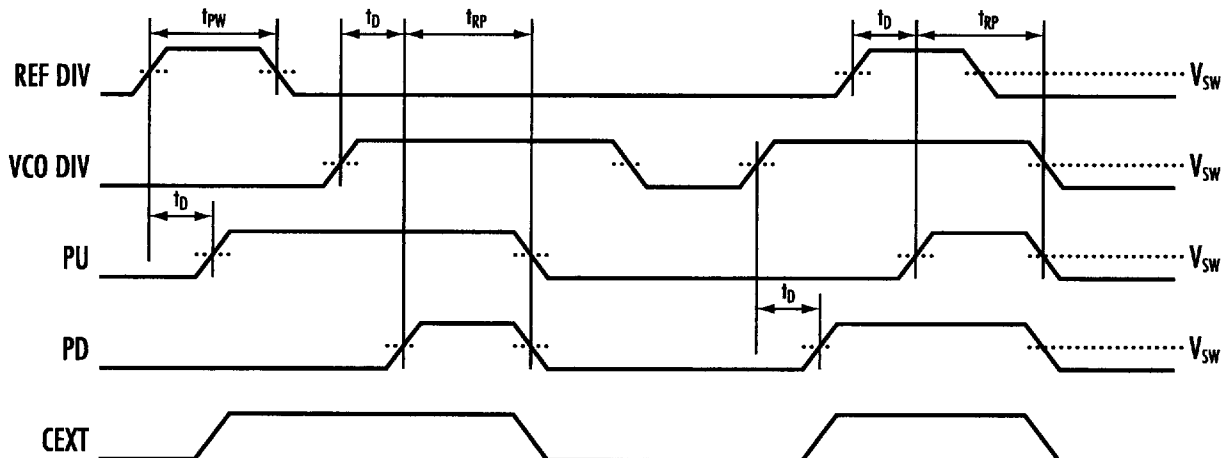 tPW
tD
tRP
tD
tRP
REF DIV
VSW
VCO DIV
VSW
tD
PU
VSW
tD
PD
VSW
CEXT